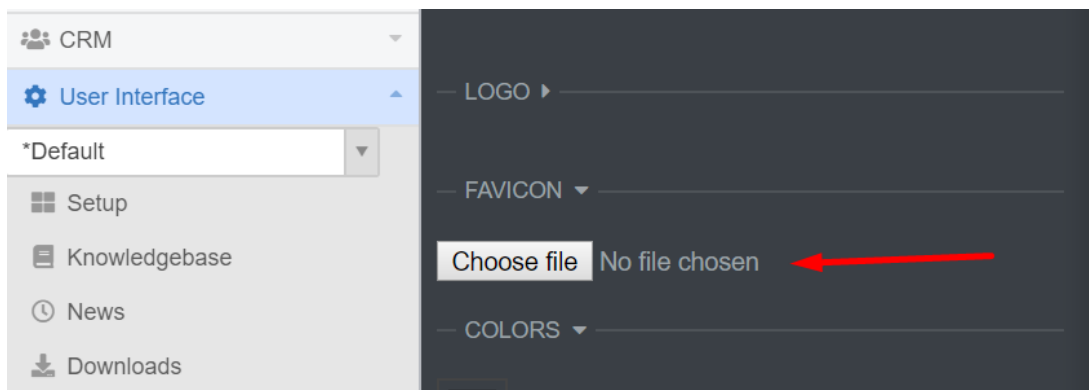 CRM
User Interface
*Default
Setup
Knowledgebase
News
Downloads
LOGO
FAVICON
Choose file No file chosen
COLORS